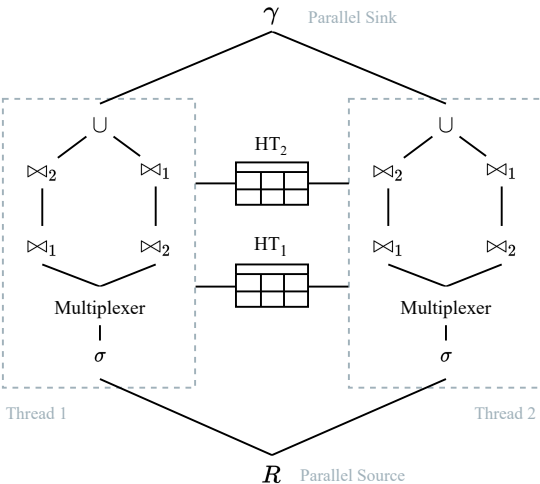 γ Parallel Sink
∪ ∪
HT₂
⋈₂ ⋈₁ ⋈₂ ⋈₁
HT₁
⋈₁ ⋈₂ ⋈₁ ⋈₂
Multiplexer Multiplexer
σ σ
Thread 1 Thread 2
R Parallel Source